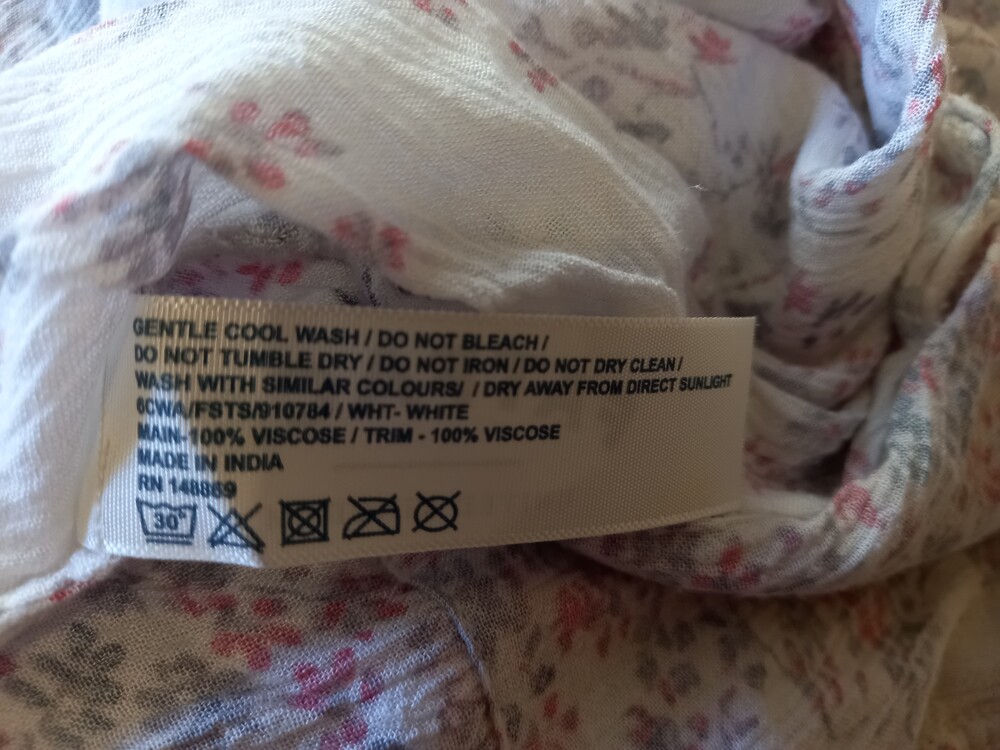 GENTLE COOL WASH / DO NOT BLEACH /
DO NOT TUMBLE DRY / DO NOT IRON / DO NOT DRY CLEAN /
WASH WITH SIMILAR COLOURS/ / DRY AWAY FROM DIRECT SUNLIGHT
6CWA/FSTS/910784 / WHT- WHITE
MAIN-100% VISCOSE / TRIM - 100% VISCOSE
MADE IN INDIA
RN 148869
30°